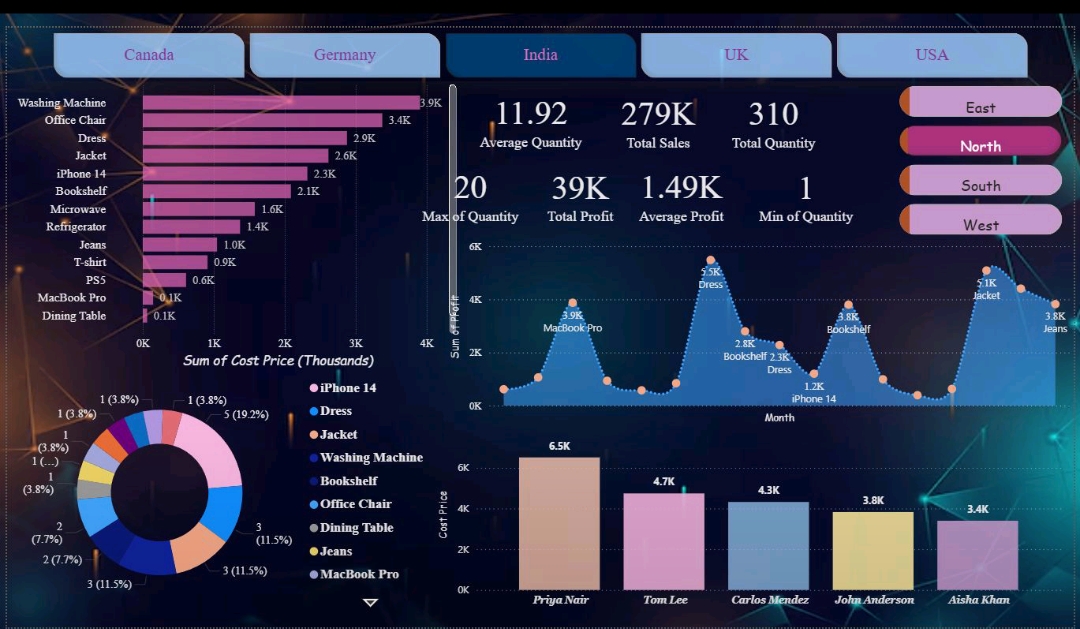 Canada
Germany
India
UK
USA
Washing Machine
3.9K
Office Chair
3.4K
Dress
2.9K
Jacket
2.6K
iPhone 14
2.3K
Bookshelf
2.1K
Microwave
1.6K
Refrigerator
1.4K
Jeans
1.0K
T-shirt
0.9K
PS5
0.6K
MacBook Pro
0.1K
Dining Table
0.1K
0K 1K 2K 3K 4K
Sum of Cost Price (Thousands)
11.92
Average Quantity
279K
Total Sales
310
Total Quantity
20
Max of Quantity
39K
Total Profit
1.49K
Average Profit
1
Min of Quantity
East
North
South
West
Sum of Profit
6K
4K
2K
0K
3.9K
MacBook Pro
5.5K
Dress
2.8K
Bookshelf
2.3K
Dress
1.2K
iPhone 14
3.8K
Bookshelf
5.1K
Jacket
3.8K
Jeans
Month
1 (3.8%)
5 (19.2%)
3
(11.5%)
3 (11.5%)
3 (11.5%)
2 (7.7%)
2
(7.7%)
1
(3.8%)
1 (...)
1
(3.8%)
1 (3.8%)
1 (3.8%)
iPhone 14
Dress
Jacket
Washing Machine
Bookshelf
Office Chair
Dining Table
Jeans
MacBook Pro
Cost Price
6K
4K
2K
0K
6.5K
4.7K
4.3K
3.8K
3.4K
Priya Nair
Tom Lee
Carlos Mendez
John Anderson
Aisha Khan